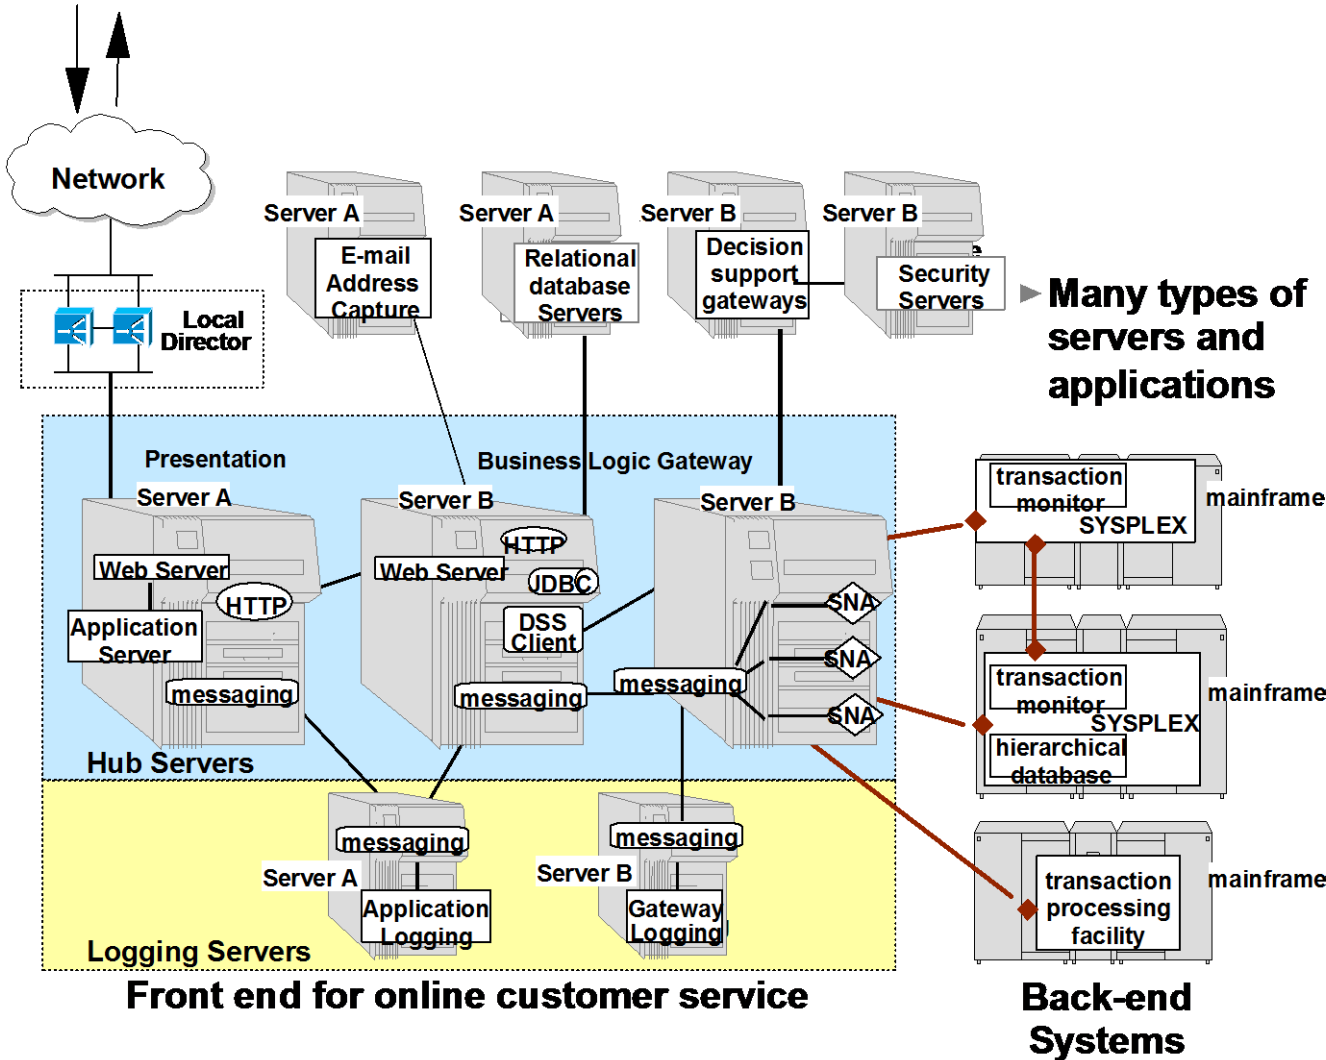 Network
Server A
E-mail
Address
Capture
Server A
Relational
database
Servers
Server B
Decision
support
gateways
Server B
Security
Servers
Many types of
servers and
applications
Local
Director
Presentation
Server A
Web Server
HTTP
Application
Server
messaging
Business Logic Gateway
Server B
HTTP
Web Server
JDBC
DSS
Client
messaging
Server B
SNA
SNA
messaging
SNA
Hub Servers
transaction
monitor
SYSPLEX
mainframe
transaction
monitor
SYSPLEX
hierarchical
database
mainframe
transaction
processing
facility
mainframe
messaging
Server A
Application
Logging
messaging
Server B
Gateway
Logging
Logging Servers
Front end for online customer service
Back-end
Systems